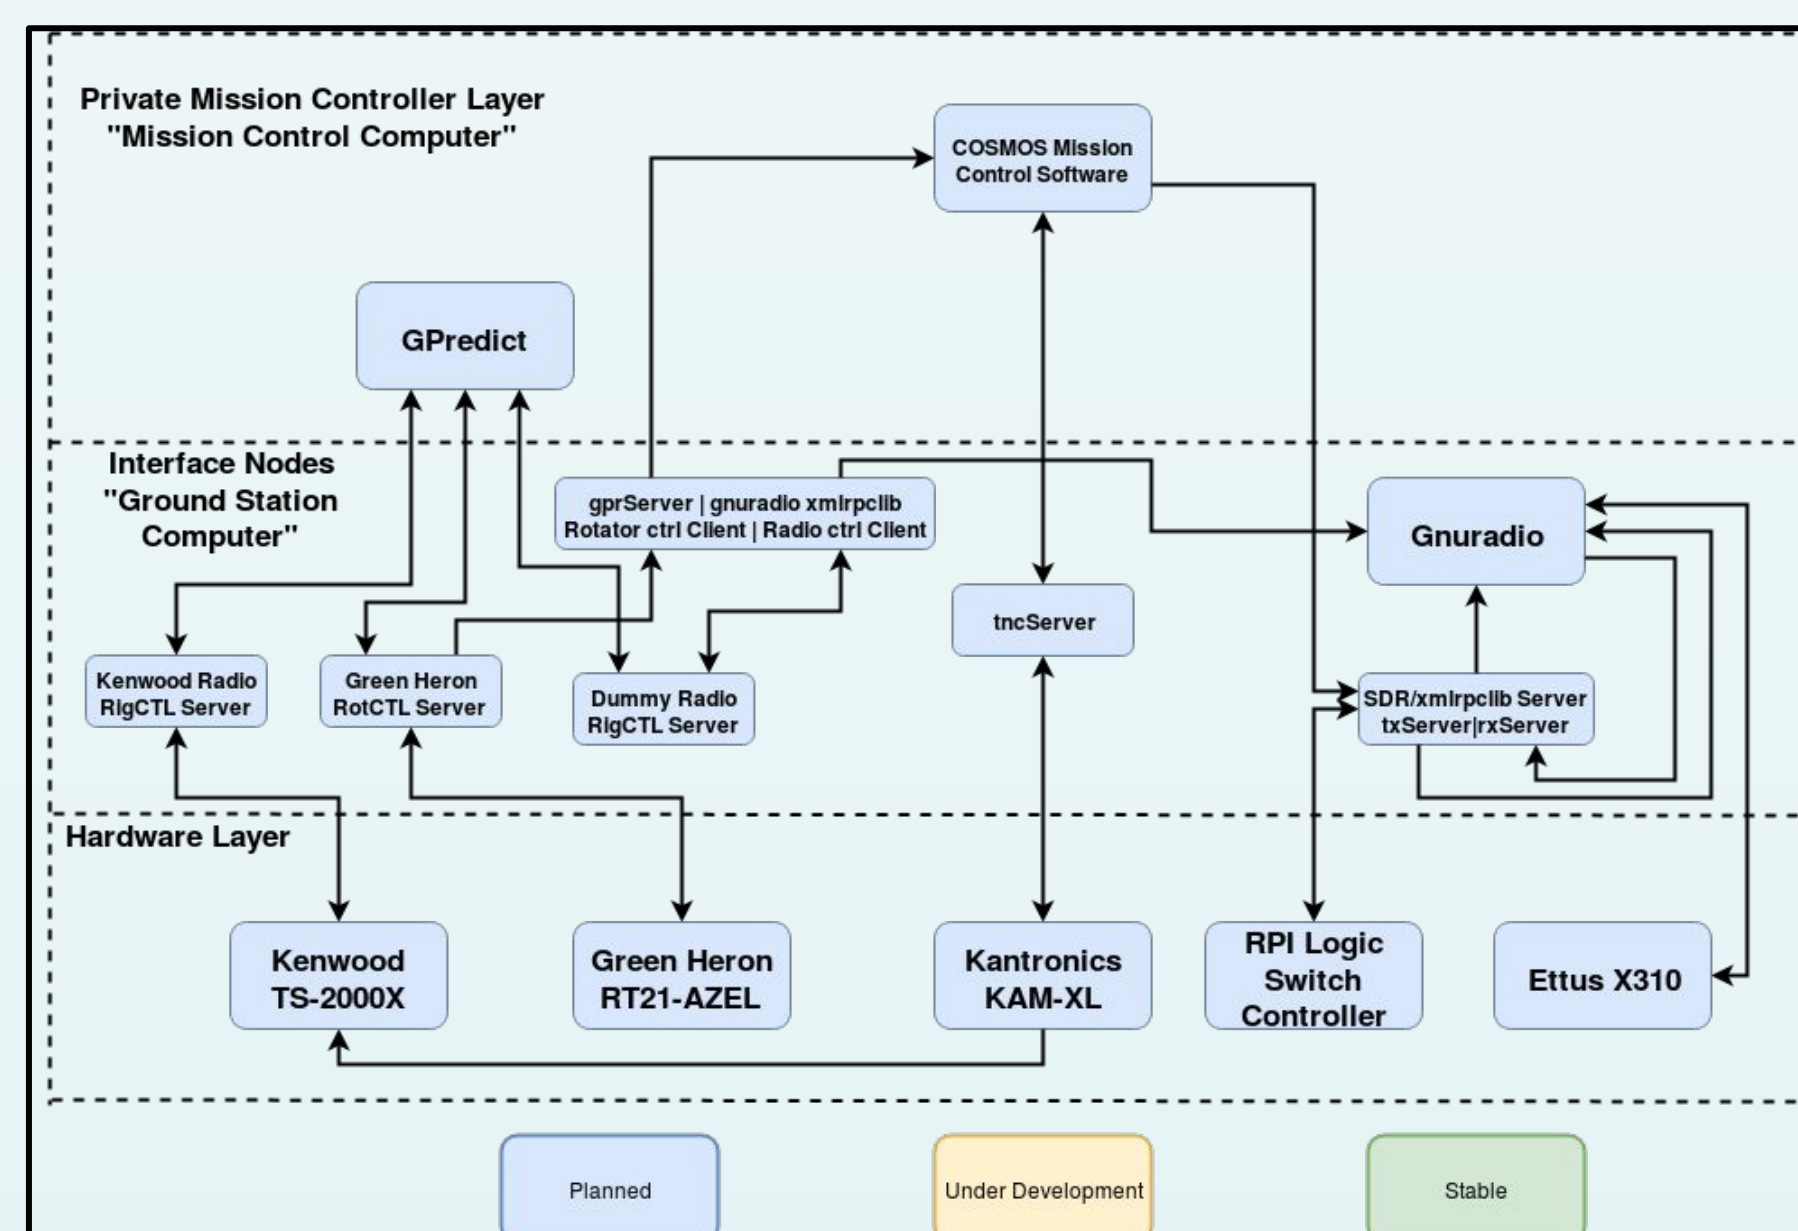 Private Mission Controller Layer
"Mission Control Computer"
COSMOS Mission
Control Software
GPredict
Interface Nodes
"Ground Station
Computer"
gprServer | gnuradio xmlrpclib
Rotator ctrl Client | Radio ctrl Client
Gnuradio
tncServer
Kenwood Radio
RigCTL Server
Green Heron
RotCTL Server
Dummy Radio
RigCTL Server
SDR/xmlrpclib Server
txServer|rxServer
Hardware Layer
Kenwood
TS-2000X
Green Heron
RT21-AZEL
Kantronics
KAM-XL
RPI Logic
Switch
Controller
Ettus X310
Planned
Under Development
Stable